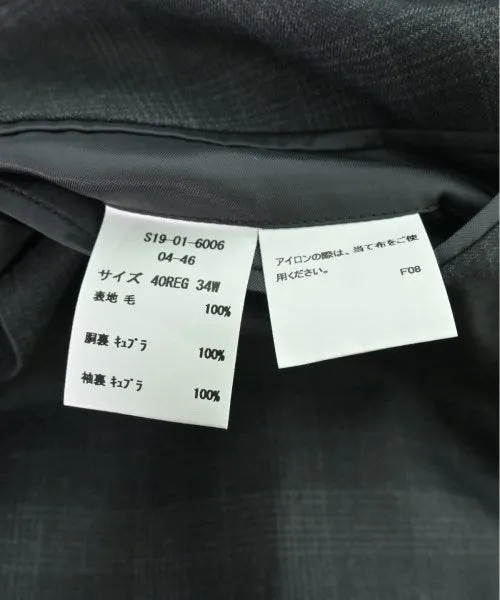 S19-01-6006
04-46
サイズ 40REG 34W
表地 毛 100%
胴裏 ｷｭﾌﾟﾗ 100%
袖裏 ｷｭﾌﾟﾗ 100%
アイロンの際は、当て布をご使
用ください。
F08